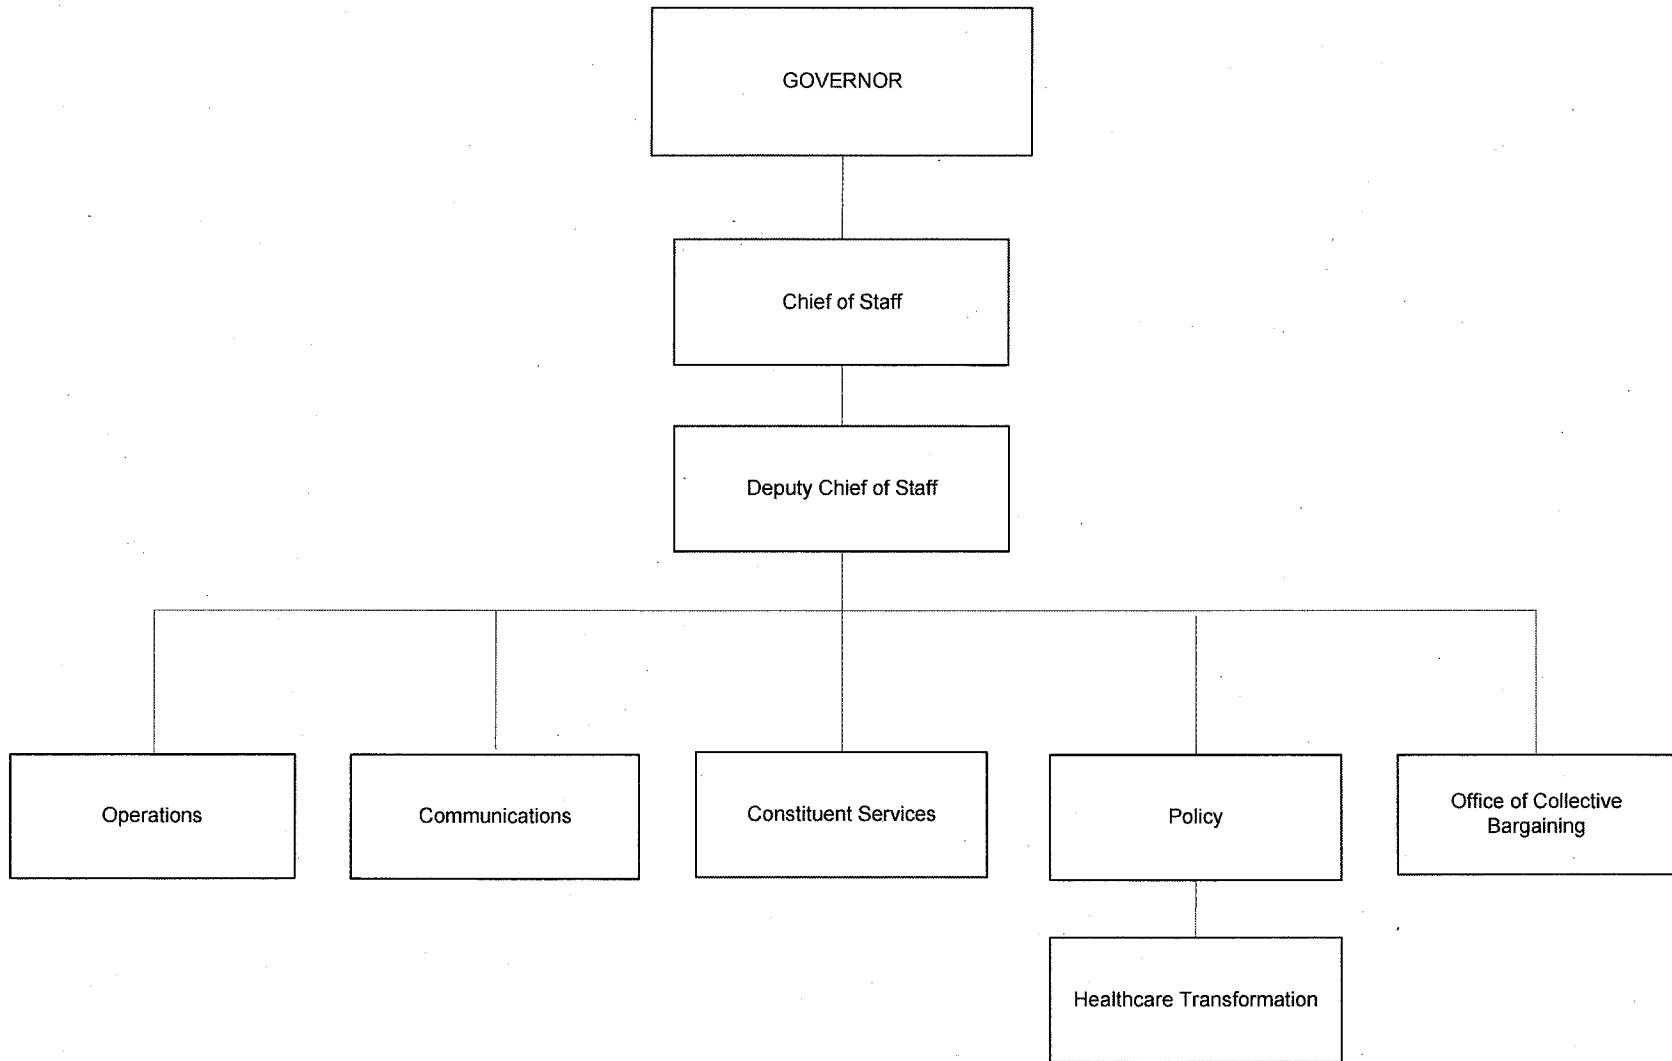 GOVERNOR
Chief of Staff
Deputy Chief of Staff
Operations
Communications
Constituent Services
Policy
Office of Collective
Bargaining
Healthcare Transformation